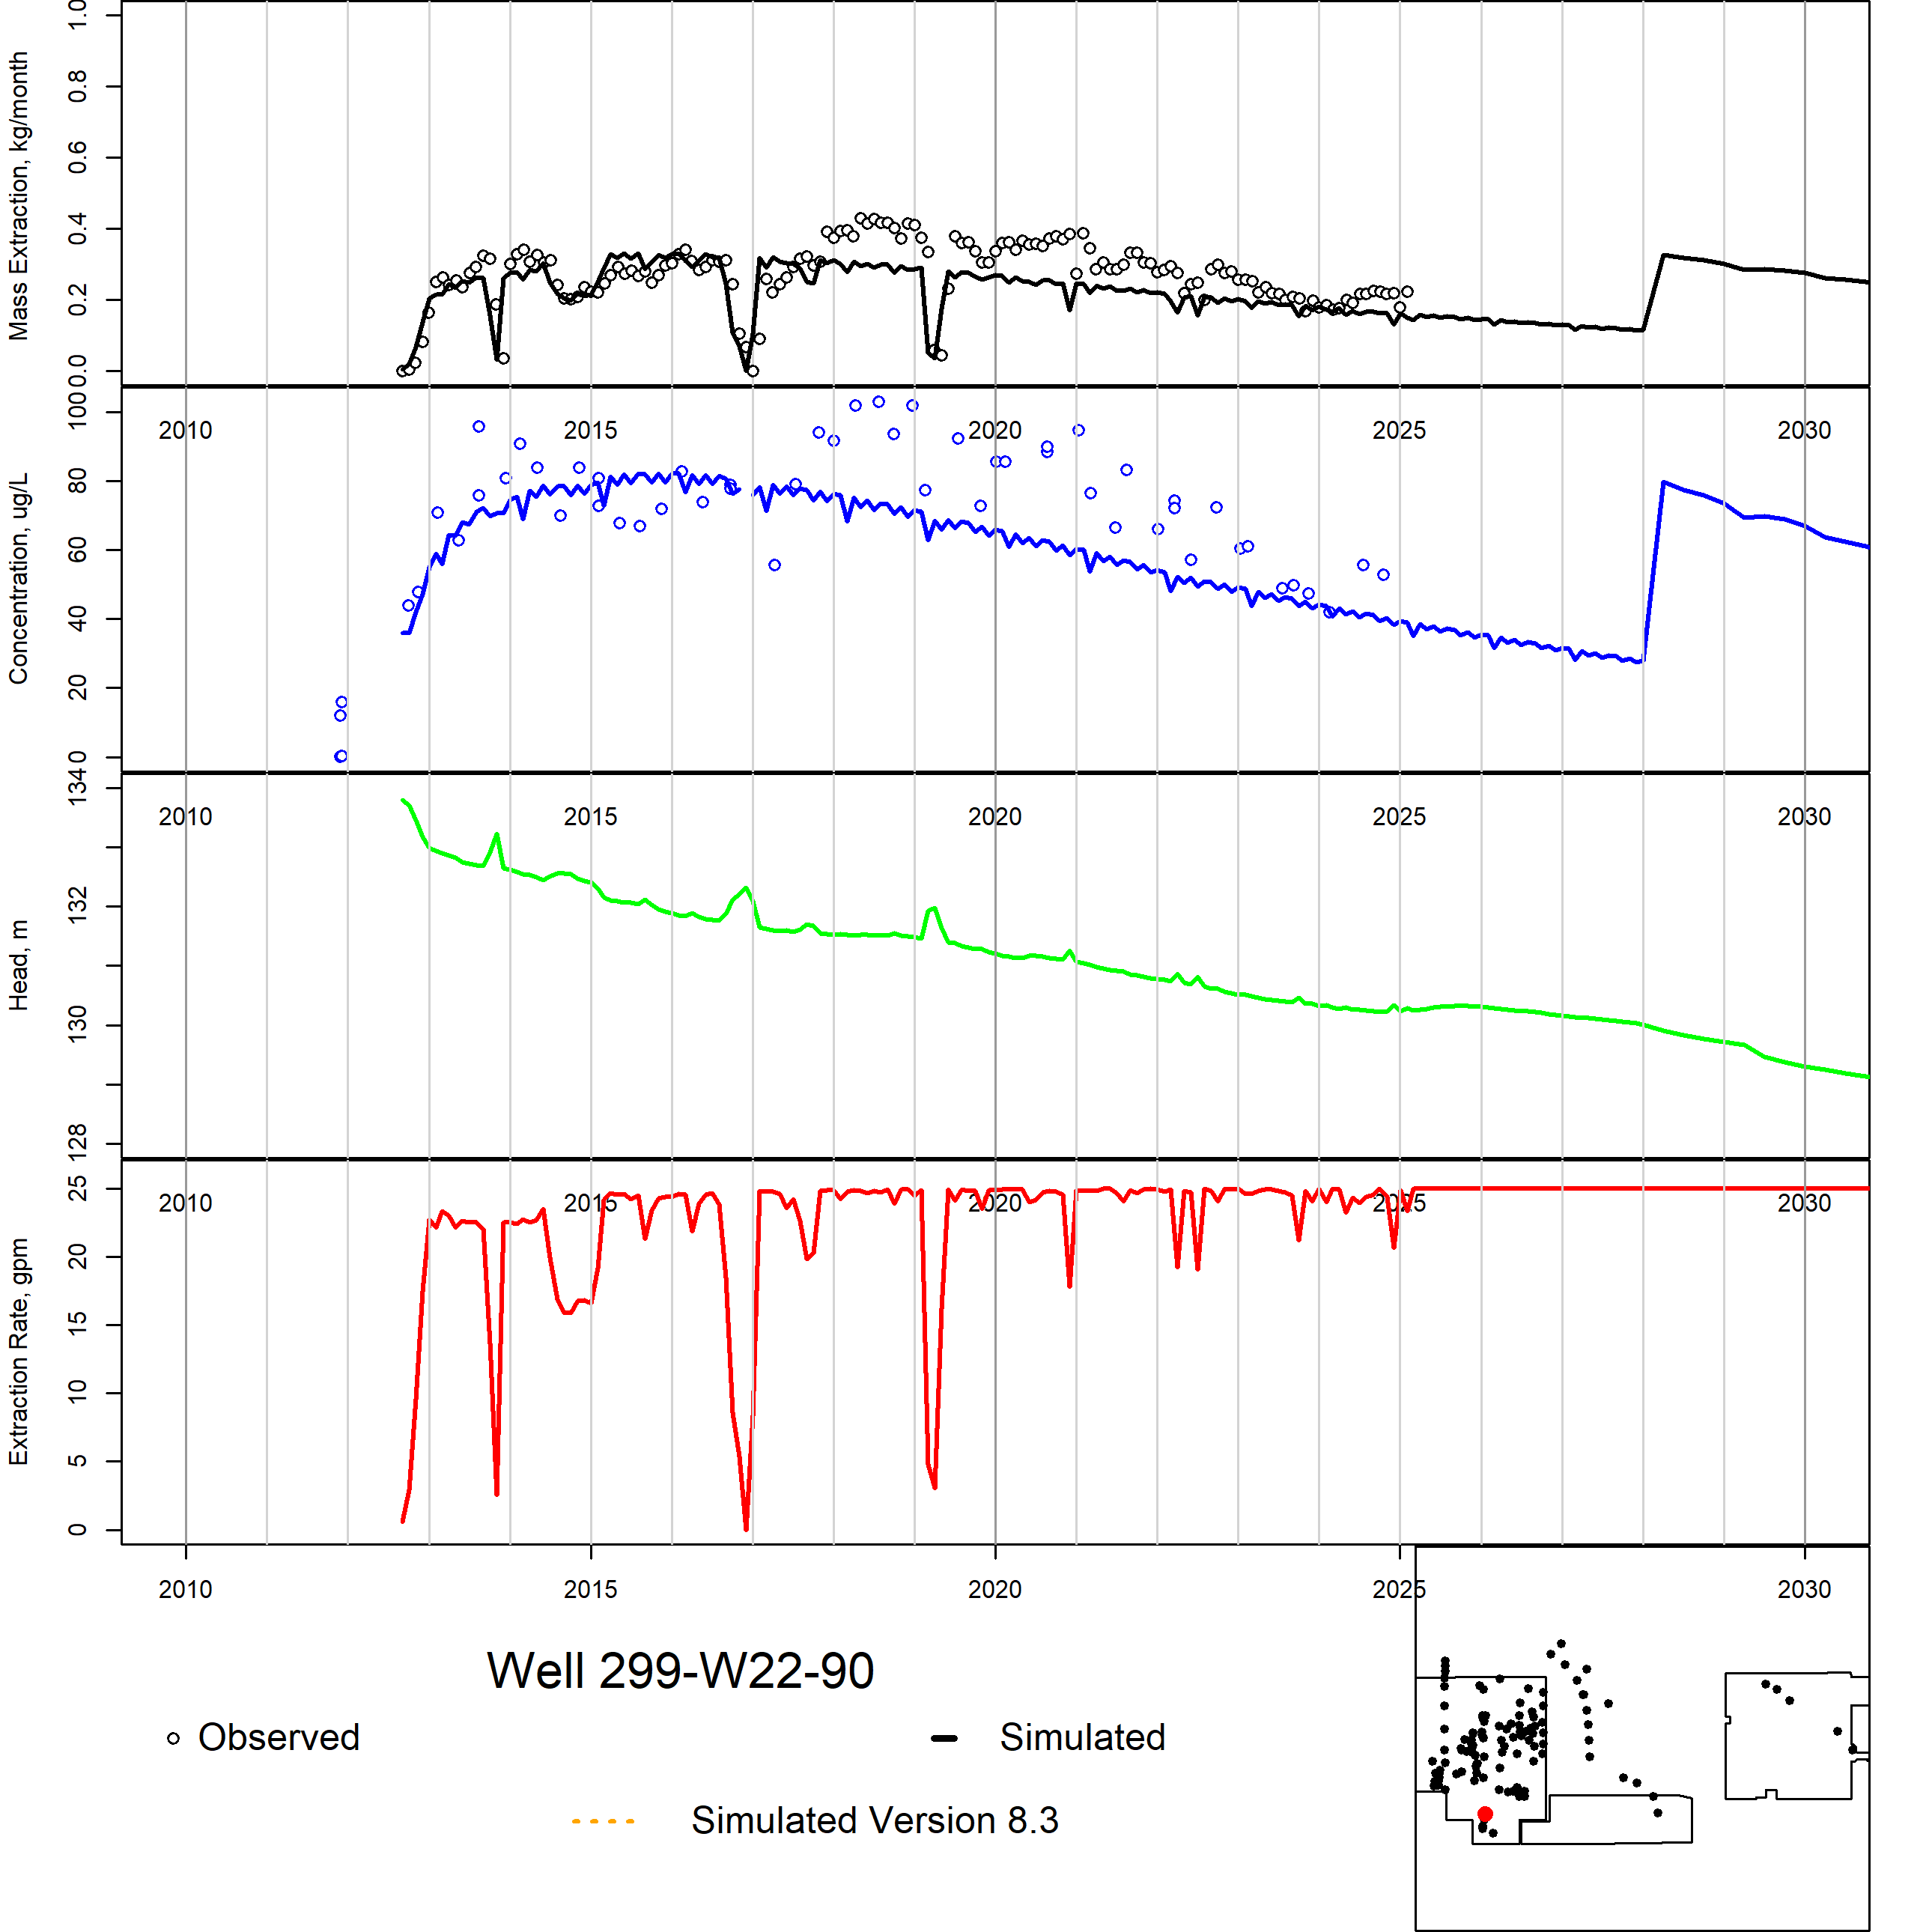 Mass Extraction, kg/month
0.0 0.2 0.4 0.6 0.8 1.0
2010 2015 2020 2025 2030
Concentration, ug/L
0 20 40 60 80 100
2010 2015 2020 2025 2030
Head, m
128 130 132 134
2010 2015 2020 2025 2030
Extraction Rate, gpm
0 5 10 15 20 25
2010 2015 2020 2025 2030
Well 299-W22-90
Observed
Simulated
Simulated Version 8.3